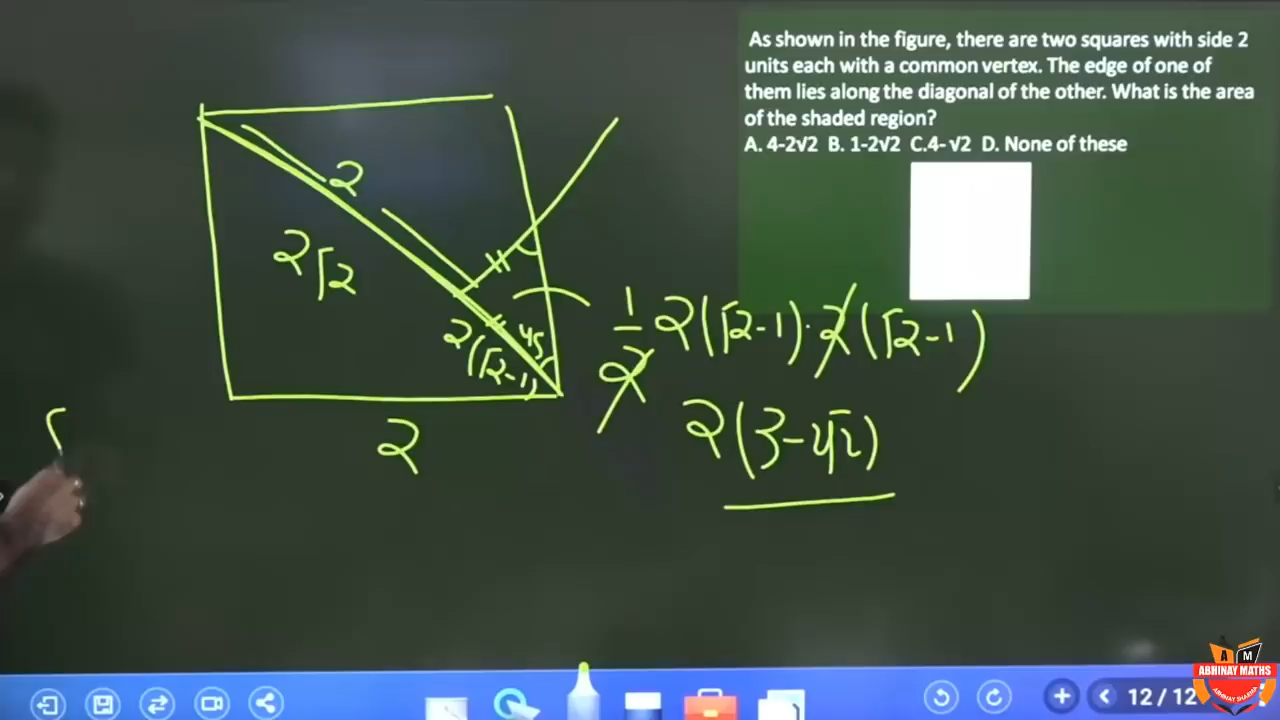 As shown in the figure, there are two squares with side 2
units each with a common vertex. The edge of one of
them lies along the diagonal of the other. What is the area
of the shaded region?
A. 4-2√2 B. 1-2√2 C.4- √2 D. None of these
2
2√2
2(√2-1)
45
2
1/2 2(√2-1)·2(√2-1)
2(3-2√2)
12 / 12
A M
ABHINAY MATHS
ABHINAY SHARMA